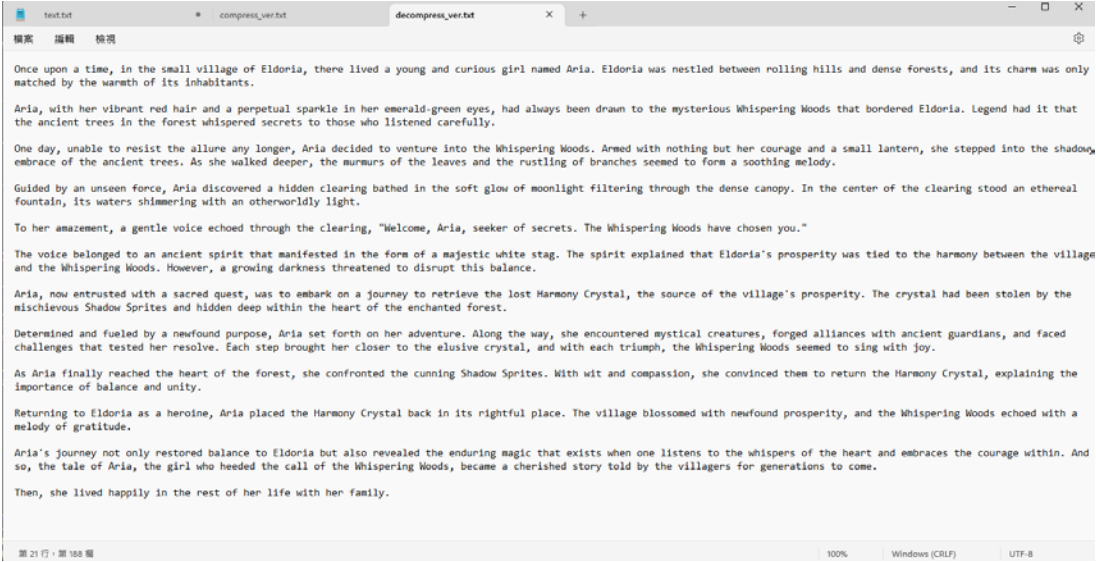 text.txt
compress_ver.txt
decompress_ver.txt
檔案 編輯 檢視
Once upon a time, in the small village of Eldoria, there lived a young and curious girl named Aria. Eldoria was nestled between rolling hills and dense forests, and its charm was only
matched by the warmth of its inhabitants.
Aria, with her vibrant red hair and a perpetual sparkle in her emerald-green eyes, had always been drawn to the mysterious Whispering Woods that bordered Eldoria. Legend had it that
the ancient trees in the forest whispered secrets to those who listened carefully.
One day, unable to resist the allure any longer, Aria decided to venture into the Whispering Woods. Armed with nothing but her courage and a small lantern, she stepped into the shadowy
embrace of the ancient trees. As she walked deeper, the murmurs of the leaves and the rustling of branches seemed to form a soothing melody.
Guided by an unseen force, Aria discovered a hidden clearing bathed in the soft glow of moonlight filtering through the dense canopy. In the center of the clearing stood an ethereal
fountain, its waters shimmering with an otherworldly light.
To her amazement, a gentle voice echoed through the clearing, "Welcome, Aria, seeker of secrets. The Whispering Woods have chosen you."
The voice belonged to an ancient spirit that manifested in the form of a majestic white stag. The spirit explained that Eldoria's prosperity was tied to the harmony between the village
and the Whispering Woods. However, a growing darkness threatened to disrupt this balance.
Aria, now entrusted with a sacred quest, was to embark on a journey to retrieve the lost Harmony Crystal, the source of the village's prosperity. The crystal had been stolen by the
mischievous Shadow Sprites and hidden deep within the heart of the enchanted forest.
Determined and fueled by a newfound purpose, Aria set forth on her adventure. Along the way, she encountered mystical creatures, forged alliances with ancient guardians, and faced
challenges that tested her resolve. Each step brought her closer to the elusive crystal, and with each triumph, the Whispering Woods seemed to sing with joy.
As Aria finally reached the heart of the forest, she confronted the cunning Shadow Sprites. With wit and compassion, she convinced them to return the Harmony Crystal, explaining the
importance of balance and unity.
Returning to Eldoria as a heroine, Aria placed the Harmony Crystal back in its rightful place. The village blossomed with newfound prosperity, and the Whispering Woods echoed with a
melody of gratitude.
Aria's journey not only restored balance to Eldoria but also revealed the enduring magic that exists when one listens to the whispers of the heart and embraces the courage within. And
so, the tale of Aria, the girl who heeded the call of the Whispering Woods, became a cherished story told by the villagers for generations to come.
Then, she lived happily in the rest of her life with her family.
第 21 行，第 188 欄 100% Windows (CRLF) UTF-8